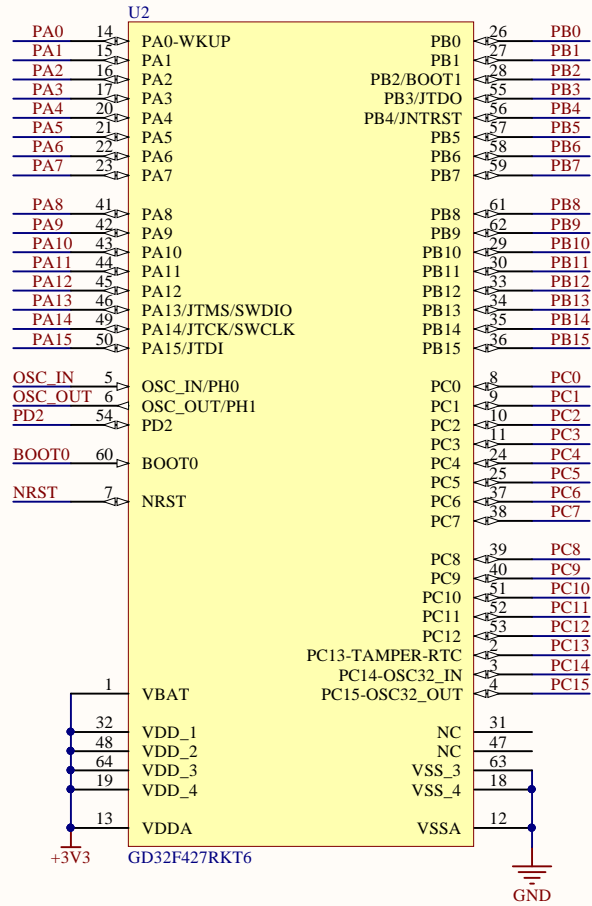 U2
PA0 14 PA0-WKUP PB0 26 PB0
PA1 15 PA1 PB1 27 PB1
PA2 16 PA2 PB2/BOOT1 28 PB2
PA3 17 PA3 PB3/JTDO 55 PB3
PA4 20 PA4 PB4/JNTRST 56 PB4
PA5 21 PA5 PB5 57 PB5
PA6 22 PA6 PB6 58 PB6
PA7 23 PA7 PB7 59 PB7
PA8 41 PA8 PB8 61 PB8
PA9 42 PA9 PB9 62 PB9
PA10 43 PA10 PB10 29 PB10
PA11 44 PA11 PB11 30 PB11
PA12 45 PA12 PB12 33 PB12
PA13 46 PA13/JTMS/SWDIO PB13 34 PB13
PA14 49 PA14/JTCK/SWCLK PB14 35 PB14
PA15 50 PA15/JTDI PB15 36 PB15
OSC_IN 5 OSC_IN/PH0 PC0 8 PC0
OSC_OUT 6 OSC_OUT/PH1 PC1 9 PC1
PD2 54 PD2 PC2 10 PC2
PC3 11 PC3
BOOT0 60 BOOT0 PC4 24 PC4
PC5 25 PC5
NRST 7 NRST PC6 37 PC6
PC7 38 PC7
PC8 39 PC8
PC9 40 PC9
PC10 51 PC10
PC11 52 PC11
PC12 53 PC12
PC13-TAMPER-RTC 2 PC13
PC14-OSC32_IN 3 PC14
1 VBAT PC15-OSC32_OUT 4 PC15
32 VDD_1 NC 31
48 VDD_2 NC 47
64 VDD_3 VSS_3 63
19 VDD_4 VSS_4 18
13 VDDA VSSA 12
+3V3 GD32F427RKT6
GND